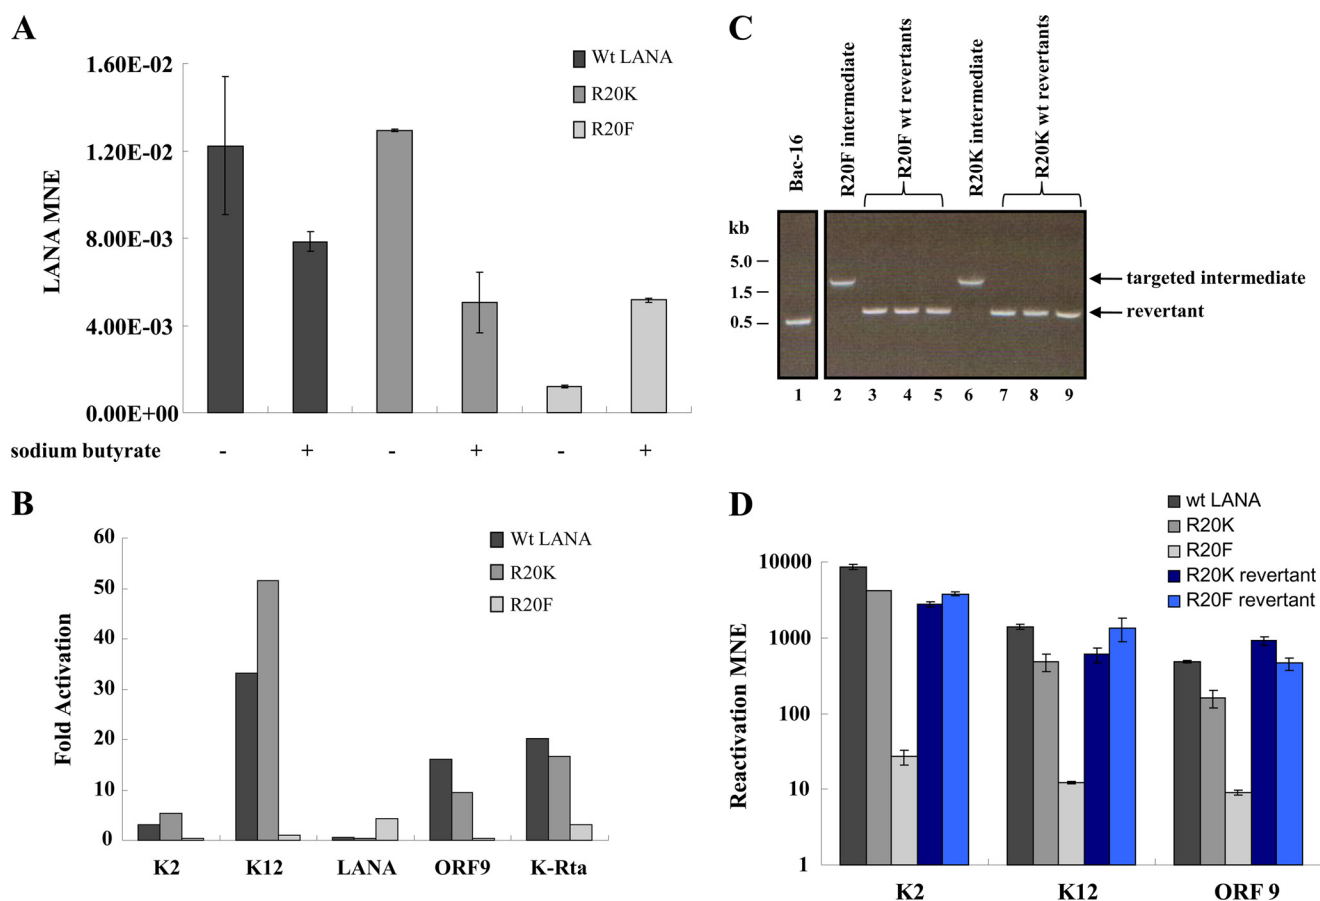 A
1.60E-02
1.20E-02
8.00E-03
4.00E-03
0.00E+00
LANA MNE
Wt LANA
R20K
R20F
sodium butyrate - + - + - +
B
60
50
40
30
20
10
0
Fold Activation
Wt LANA
R20K
R20F
K2 K12 LANA ORF9 K-Rta
C
Bac-16
R20F intermediate
R20F wt revertants
R20K intermediate
R20K wt revertants
kb
5.0
1.5
0.5
targeted intermediate
revertant
1 2 3 4 5 6 7 8 9
D
wt LANA
R20K
R20F
R20K revertant
R20F revertant
10000
1000
100
10
1
Reactivation MNE
K2 K12 ORF 9